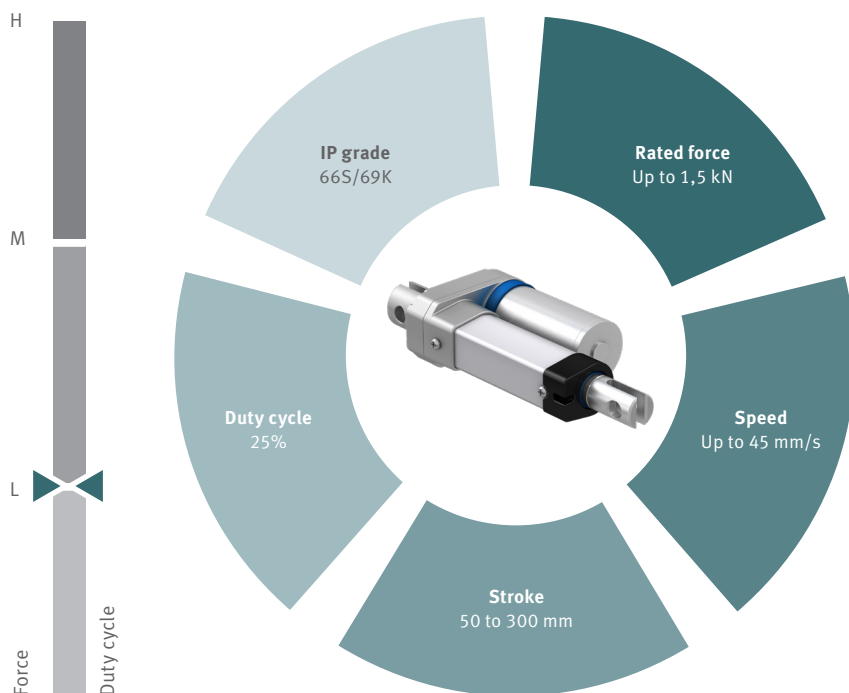 H
M
L
Force
Duty cycle
IP grade
66S/69K
Rated force
Up to 1,5 kN
Duty cycle
25%
Speed
Up to 45 mm/s
Stroke
50 to 300 mm